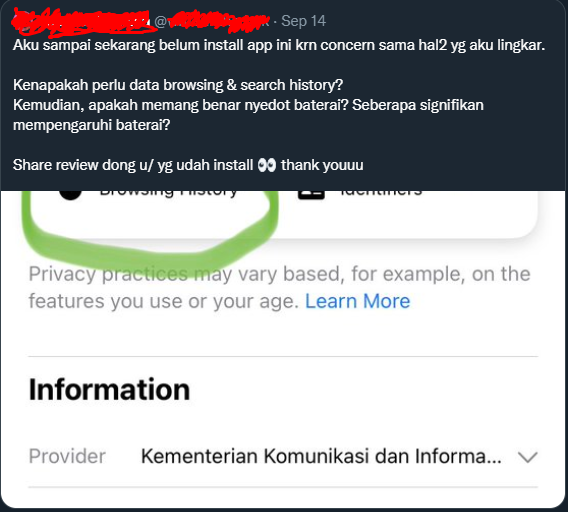 @ · Sep 14
Aku sampai sekarang belum install app ini krn concern sama hal2 yg aku lingkar.
Kenapakah perlu data browsing & search history?
Kemudian, apakah memang benar nyedot baterai? Seberapa signifikan
mempengaruhi baterai?
Share review dong u/ yg udah install 👀 thank youuu
Browsing History Identifiers
Privacy practices may vary based, for example, on the
features you use or your age. Learn More
Information
Provider Kementerian Komunikasi dan Informa...